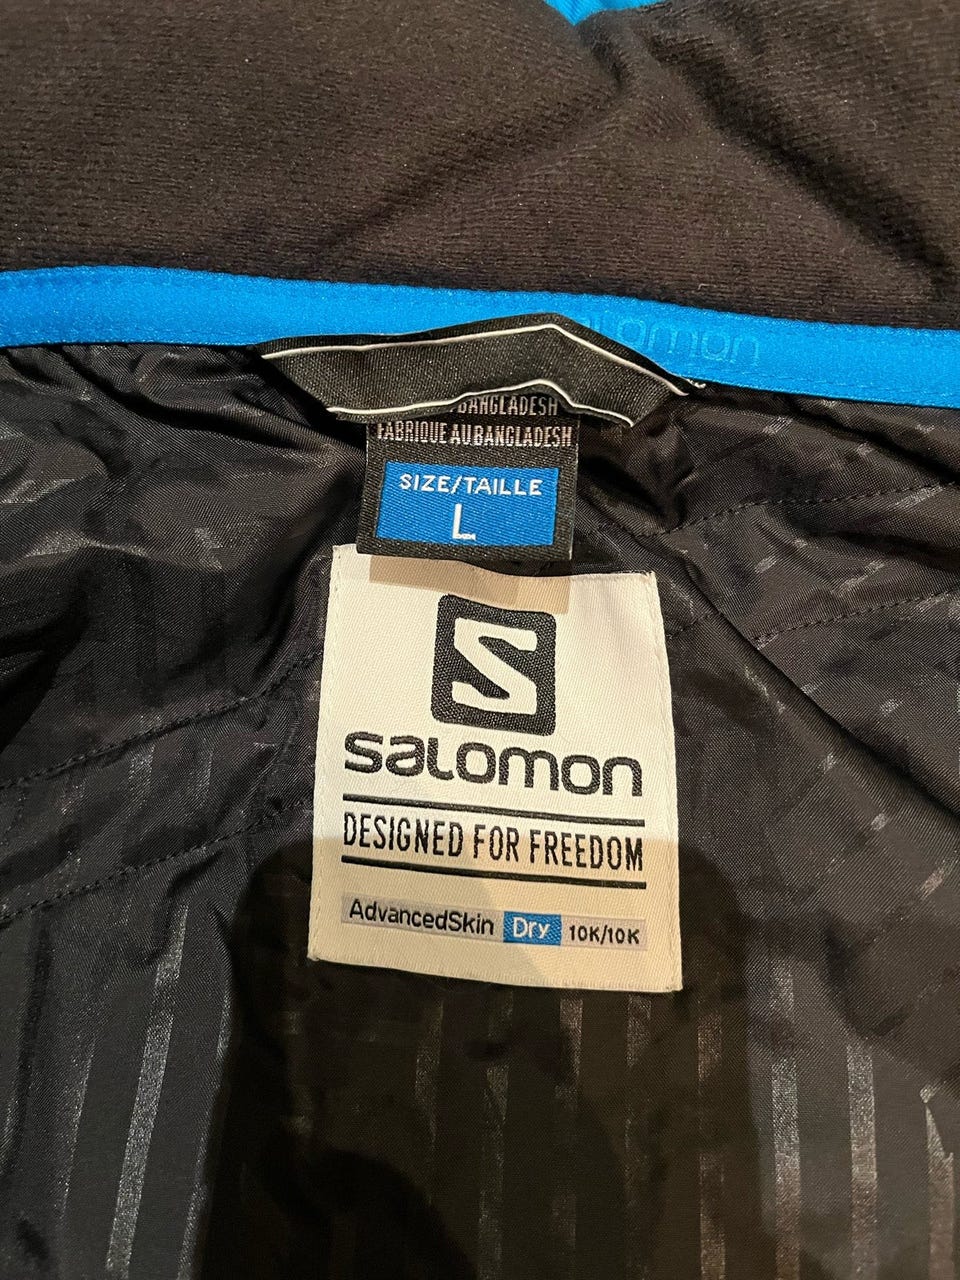 salomon
BANGLADESH
FABRIQUE AU BANGLADESH
SIZE/TAILLE
L
S
salomon
DESIGNED FOR FREEDOM
AdvancedSkin Dry 10K/10K